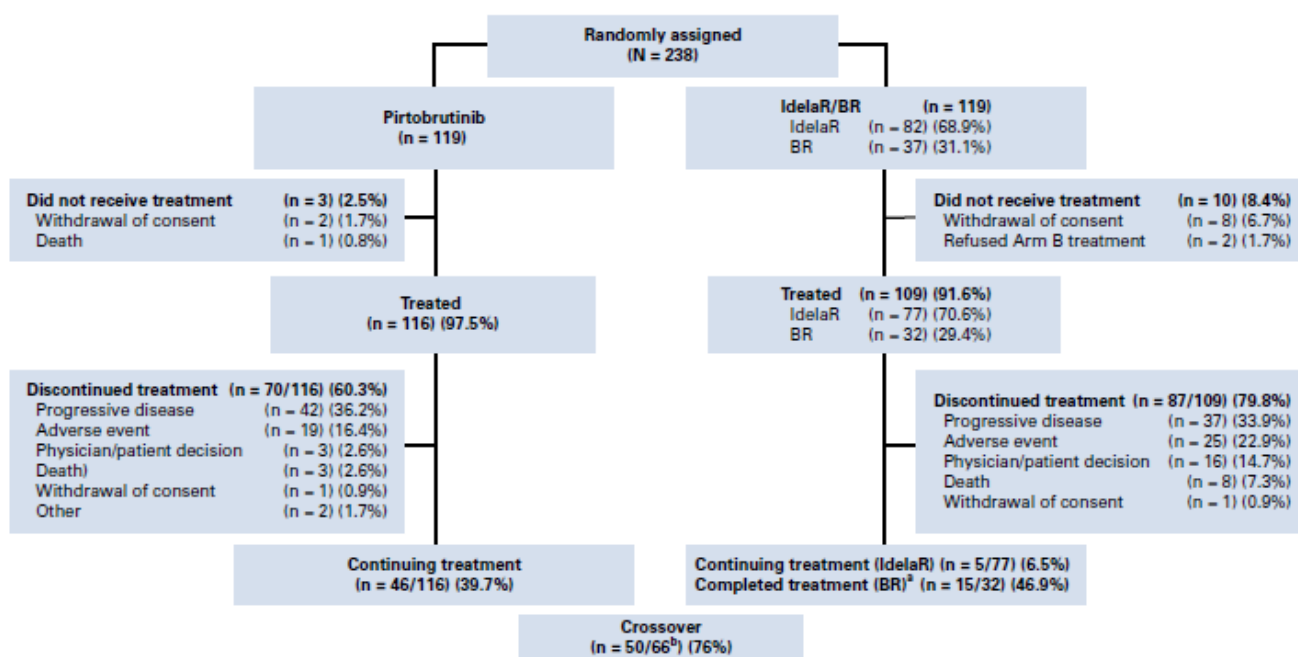 Randomly assigned
(N = 238)
Pirtobrutinib
(n = 119)
IdelaR/BR (n = 119)
IdelaR (n – 82) (68.9%)
BR (n – 37) (31.1%)
Did not receive treatment (n = 3) (2.5%)
Withdrawal of consent (n – 2) (1.7%)
Death (n – 1) (0.8%)
Did not receive treatment (n = 10) (8.4%)
Withdrawal of consent (n – 8) (6.7%)
Refused Arm B treatment (n – 2) (1.7%)
Treated
(n = 116) (97.5%)
Treated (n = 109) (91.6%)
IdelaR (n – 77) (70.6%)
BR (n – 32) (29.4%)
Discontinued treatment (n = 70/116) (60.3%)
Progressive disease (n – 42) (36.2%)
Adverse event (n – 19) (16.4%)
Physician/patient decision (n – 3) (2.6%)
Death) (n – 3) (2.6%)
Withdrawal of consent (n – 1) (0.9%)
Other (n – 2) (1.7%)
Discontinued treatment (n = 87/109) (79.8%)
Progressive disease (n – 37) (33.9%)
Adverse event (n – 25) (22.9%)
Physician/patient decision (n – 16) (14.7%)
Death (n – 8) (7.3%)
Withdrawal of consent (n – 1) (0.9%)
Continuing treatment
(n = 46/116) (39.7%)
Continuing treatment (IdelaR) (n = 5/77) (6.5%)
Completed treatment (BR)ª (n = 15/32) (46.9%)
Crossover
(n = 50/66ᵇ) (76%)